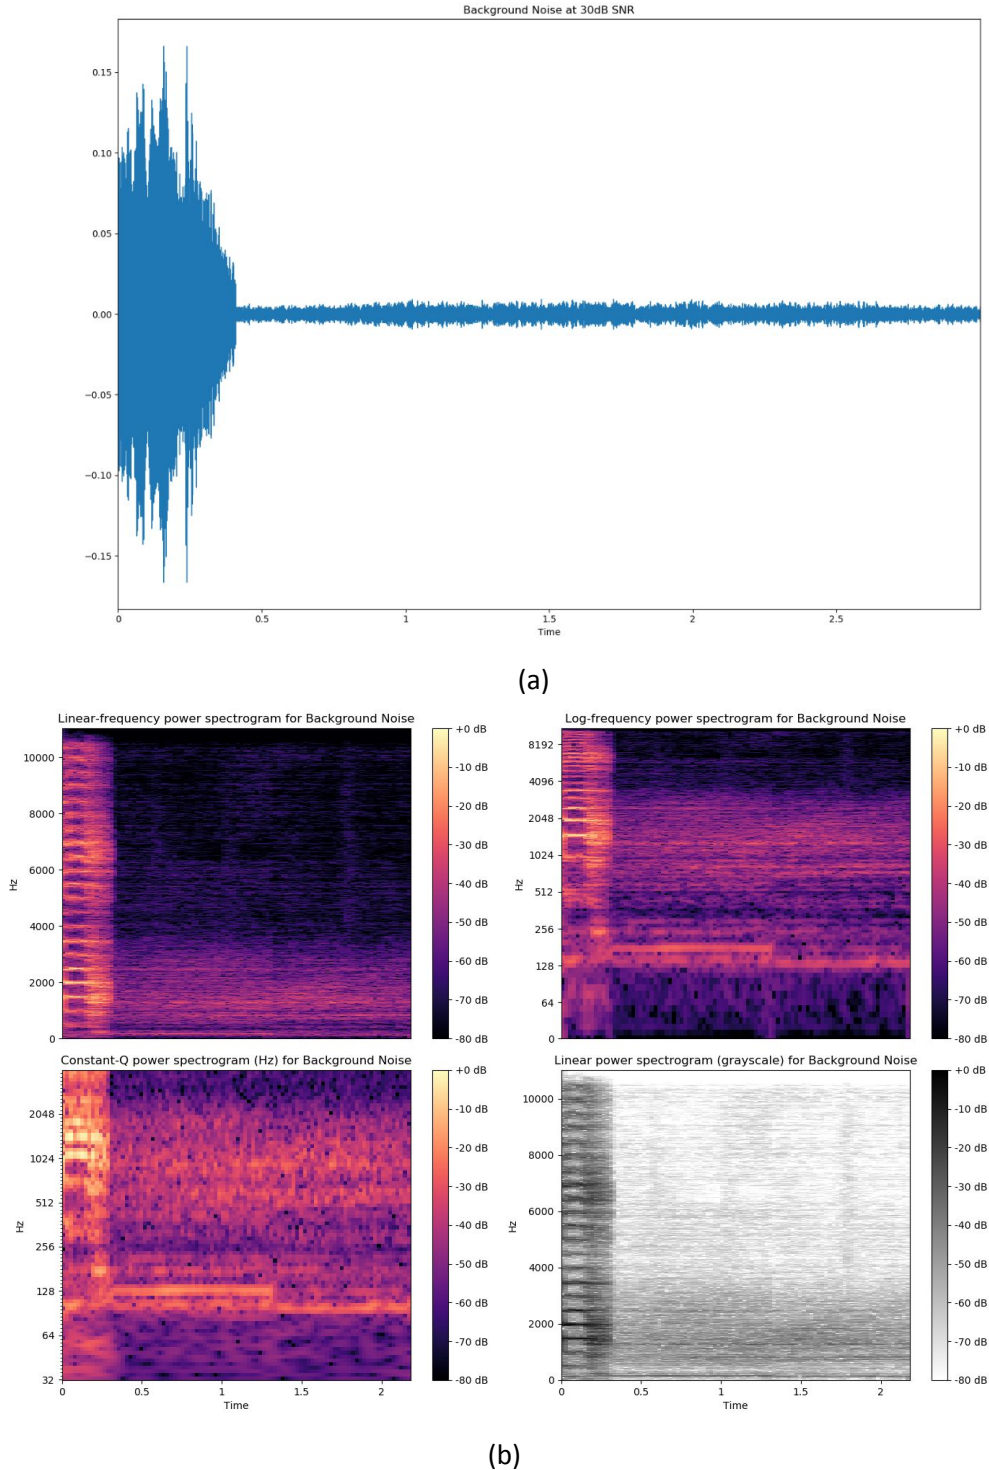 Background Noise at 30dB SNR
0.15
0.10
0.05
0.00
−0.05
−0.10
−0.15
0 0.5 1 1.5 2 2.5
Time
(a)
Linear-frequency power spectrogram for Background Noise
10000
8000
6000
4000
2000
0
Hz
+0 dB
-10 dB
-20 dB
-30 dB
-40 dB
-50 dB
-60 dB
-70 dB
-80 dB
Log-frequency power spectrogram for Background Noise
8192
4096
2048
1024
512
256
128
64
0
Hz
+0 dB
-10 dB
-20 dB
-30 dB
-40 dB
-50 dB
-60 dB
-70 dB
-80 dB
Constant-Q power spectrogram (Hz) for Background Noise
2048
1024
512
256
128
64
32
Hz
0 0.5 1 1.5 2
Time
+0 dB
-10 dB
-20 dB
-30 dB
-40 dB
-50 dB
-60 dB
-70 dB
-80 dB
Linear power spectrogram (grayscale) for Background Noise
10000
8000
6000
4000
2000
0
Hz
0 0.5 1 1.5 2
Time
+0 dB
-10 dB
-20 dB
-30 dB
-40 dB
-50 dB
-60 dB
-70 dB
-80 dB
(b)